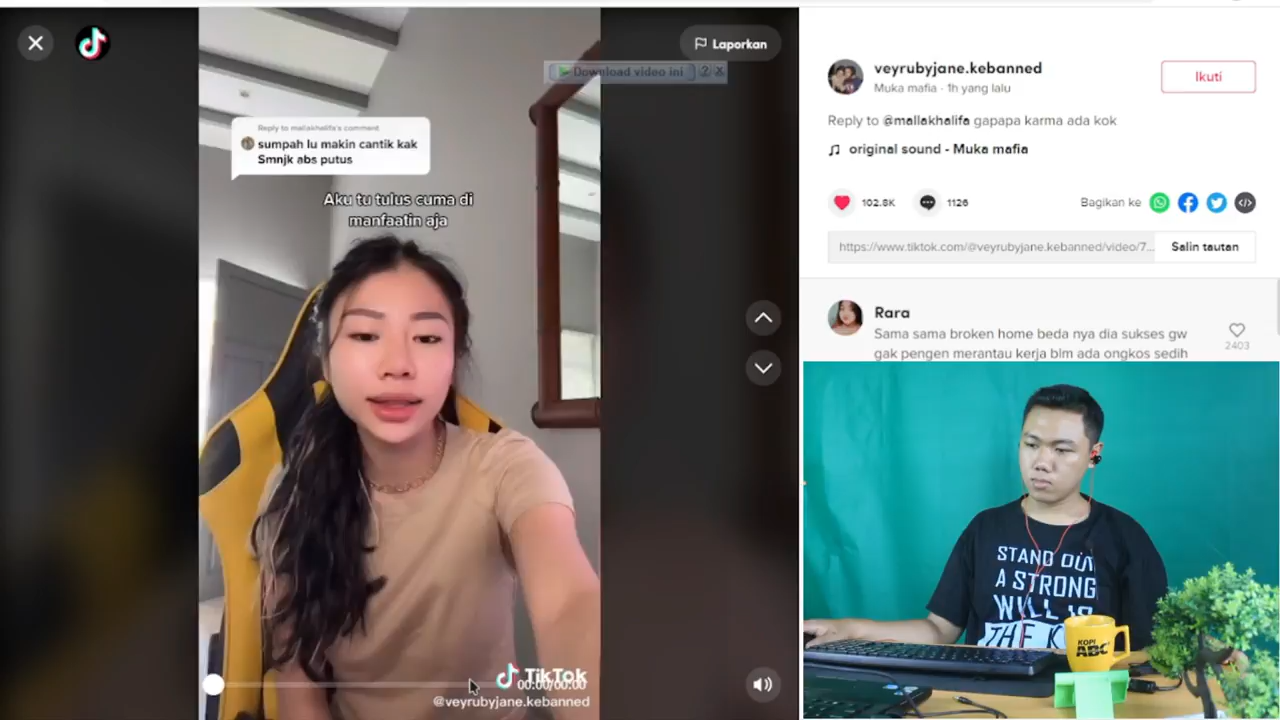 Laporkan
Download video ini
?
X
Reply to mallakhalifa's comment
sumpah lu makin cantik kak
Smnjk abs putus
Aku tu tulus cuma di
manfaatin aja
TikTok
00:00/00:00
@veyrubyjane.kebanned
veyrubyjane.kebanned
Muka mafia · 1h yang lalu
Ikuti
Reply to @mallakhalifa gapapa karma ada kok
original sound - Muka mafia
102.8K
1126
Bagikan ke
https://www.tiktok.com/@veyrubyjane.kebanned/video/7...
Salin tautan
Rara
Sama sama broken home beda nya dia sukses gw
gak pengen merantau kerja blm ada ongkos sedih
2403
STAND OUT
A STRONG
WILL IS
THE K
KOPI
ABC